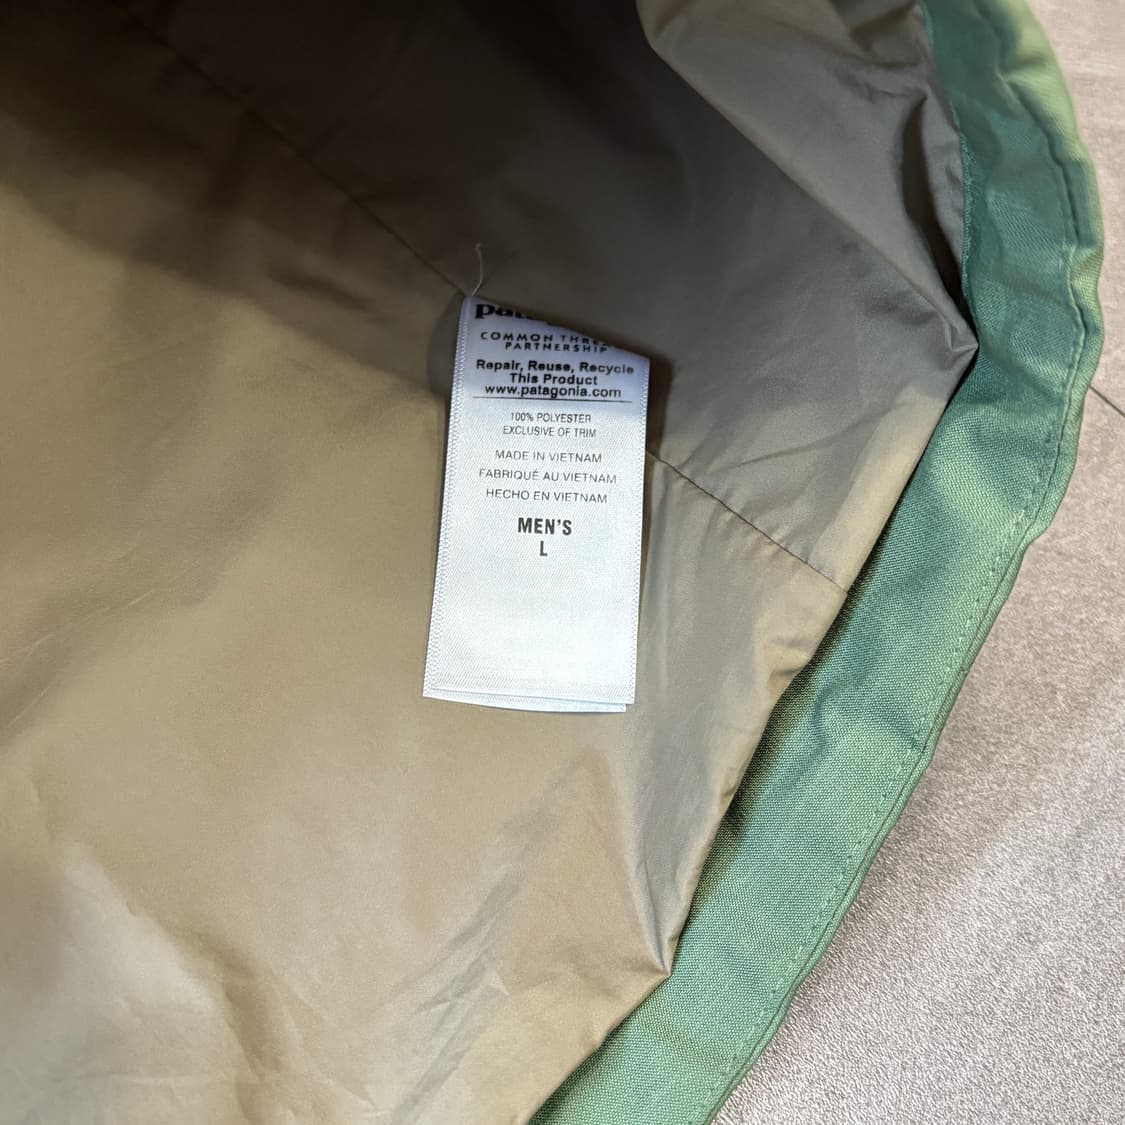 COMMON THREADS
PARTNERSHIP
Repair, Reuse, Recycle
This Product
www.patagonia.com
100% POLYESTER
EXCLUSIVE OF TRIM
MADE IN VIETNAM
FABRIQUÉ AU VIETNAM
HECHO EN VIETNAM
MEN'S
L